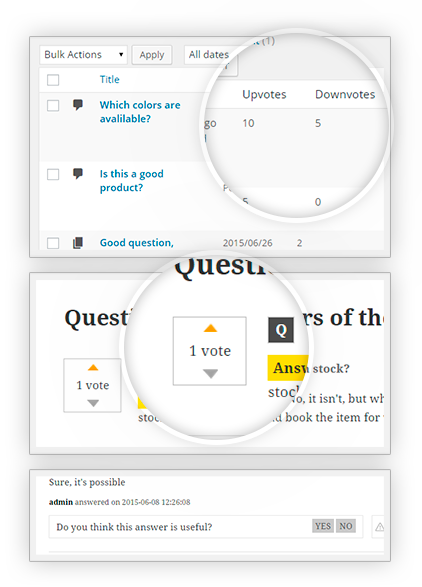 Bulk Actions Apply All dates
(1)
Title Upvotes Downvotes
Which colors are
avalilable?
10 5
go
Is this a good
product?
5 0
Good question, 2015/06/26 2
Questi
1 vote
1 vote
Q rs of the
Answ stock?
stock
No, it isn't, but wh
stoc d book the item for
Sure, it's possible
admin answered on 2015-06-08 12:26:08
Do you think this answer is useful? YES NO